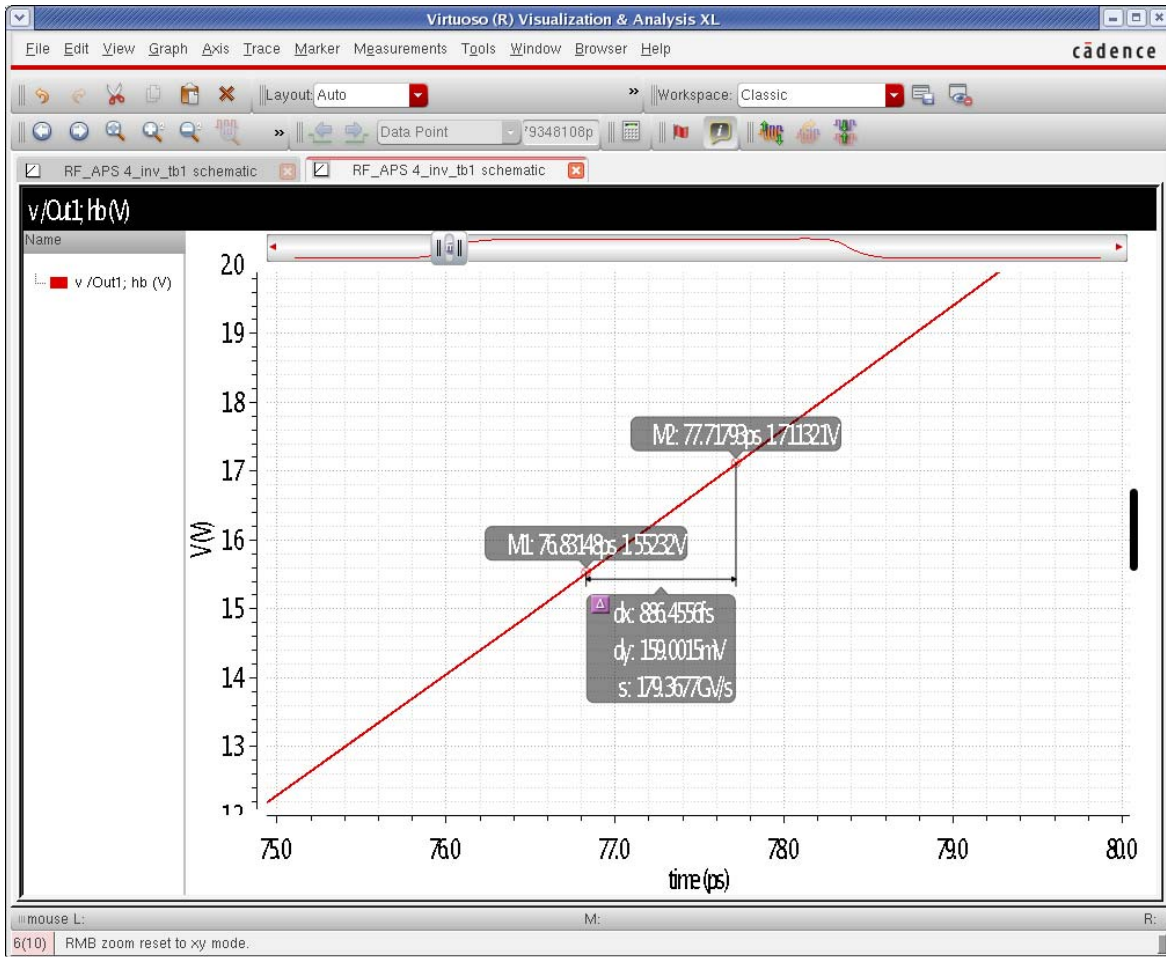 Virtuoso (R) Visualization & Analysis XL
File Edit View Graph Axis Trace Marker Measurements Tools Window Browser Help
cādence
Layout: Auto
» Workspace: Classic
» Data Point 79348108p
RF_APS 4_inv_tb1 schematic RF_APS 4_inv_tb1 schematic
v /Out1; hb (V)
Name
v /Out1; hb (V)
20
19
18
M2: 77.71793ps 1.711321V
17
V (V)
16
M1: 76.83148ps 1.55232V
15
dx: 886.4556fs
dy: 159.0015mV
s: 179.3677GV/s
14
13
12
75.0 76.0 77.0 78.0 79.0 80.0
time (ps)
mouse L: M: R:
6(10) RMB zoom reset to xy mode.